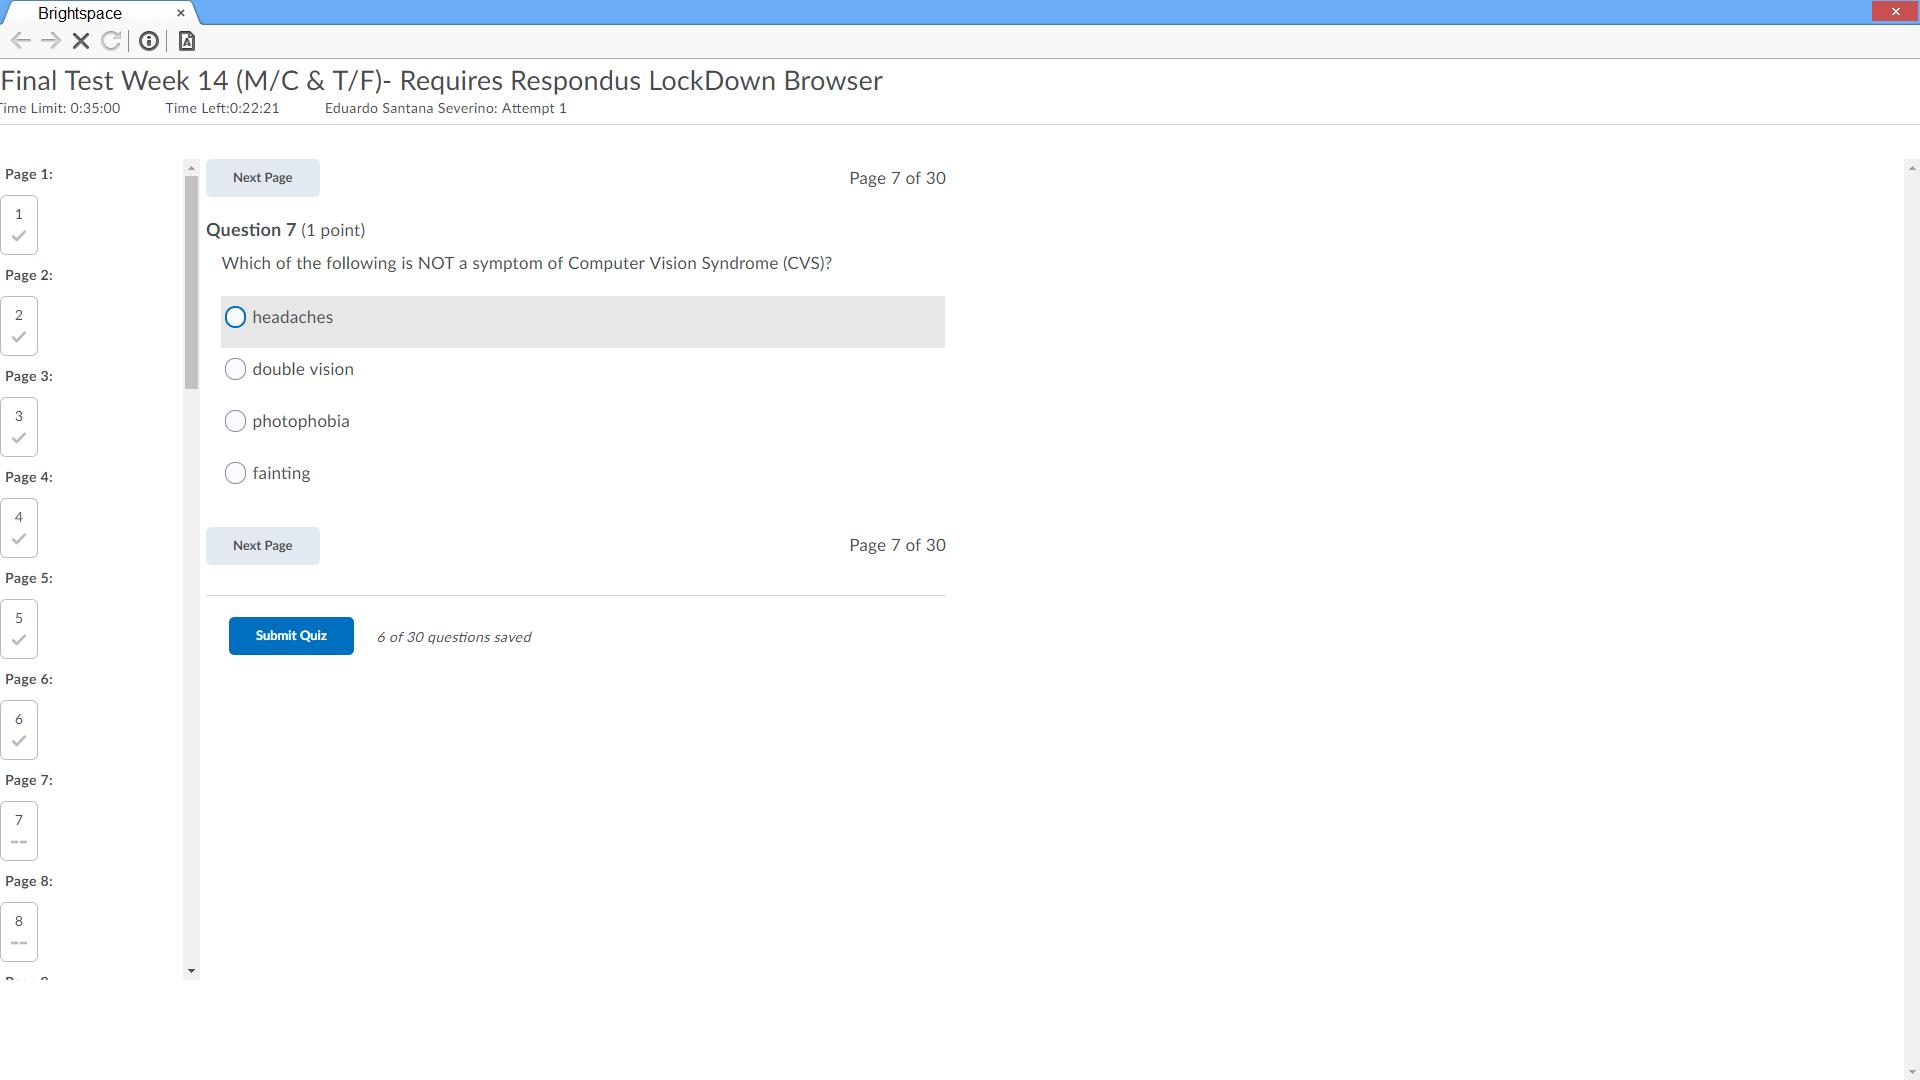 Brightspace
Final Test Week 14 (M/C & T/F)- Requires Respondus LockDown Browser
Time Limit: 0:35:00 Time Left:0:22:21 Eduardo Santana Severino: Attempt 1
Page 1:
1
Page 2:
2
Page 3:
3
Page 4:
4
Page 5:
5
Page 6:
6
Page 7:
7
--
Page 8:
8
--
Next Page
Page 7 of 30
Question 7 (1 point)
Which of the following is NOT a symptom of Computer Vision Syndrome (CVS)?
headaches
double vision
photophobia
fainting
Next Page
Page 7 of 30
Submit Quiz
6 of 30 questions saved